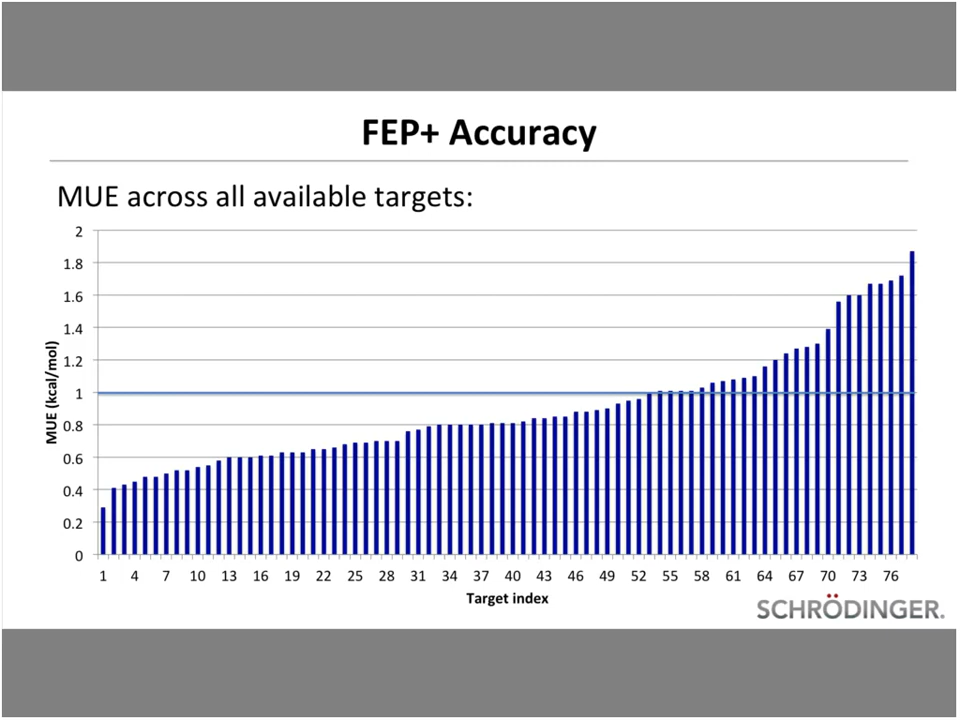 FEP+ Accuracy
MUE across all available targets:
2
1.8
1.6
1.4
1.2
1
0.8
0.6
0.4
0.2
0
MUE (kcal/mol)
1 4 7 10 13 16 19 22 25 28 31 34 37 40 43 46 49 52 55 58 61 64 67 70 73 76
Target index
SCHRÖDINGER.